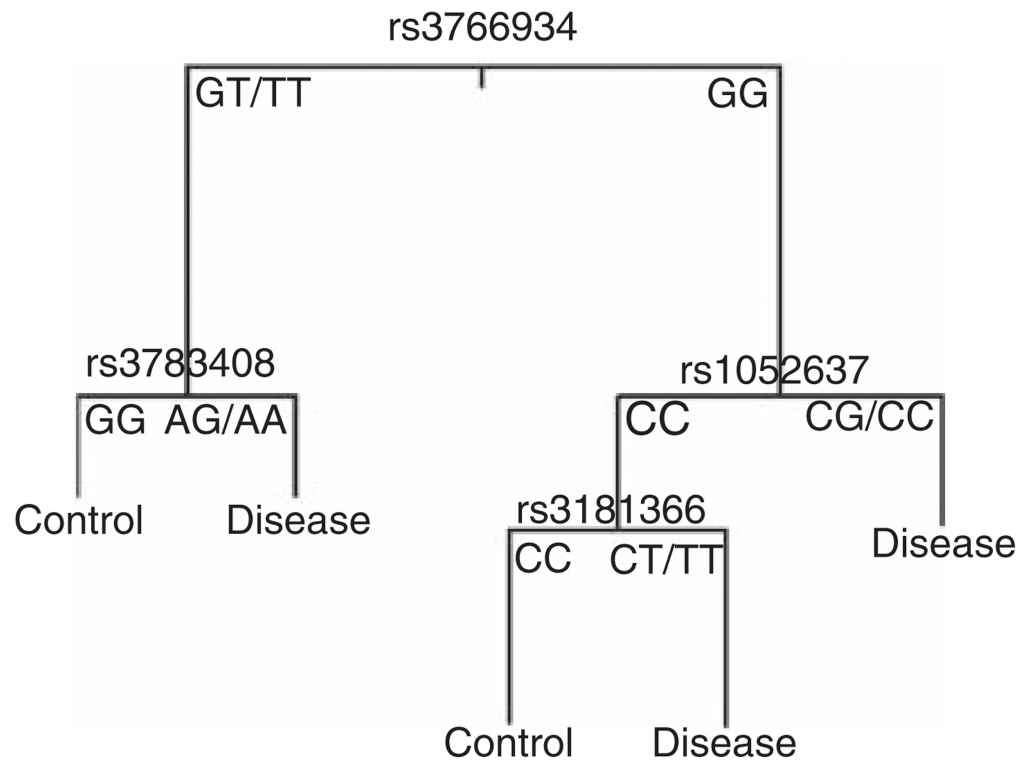 rs3766934
GT/TT GG
rs3783408 rs1052637
GG AG/AA CC CG/CC
Control Disease rs3181366 Disease
CC CT/TT
Control Disease